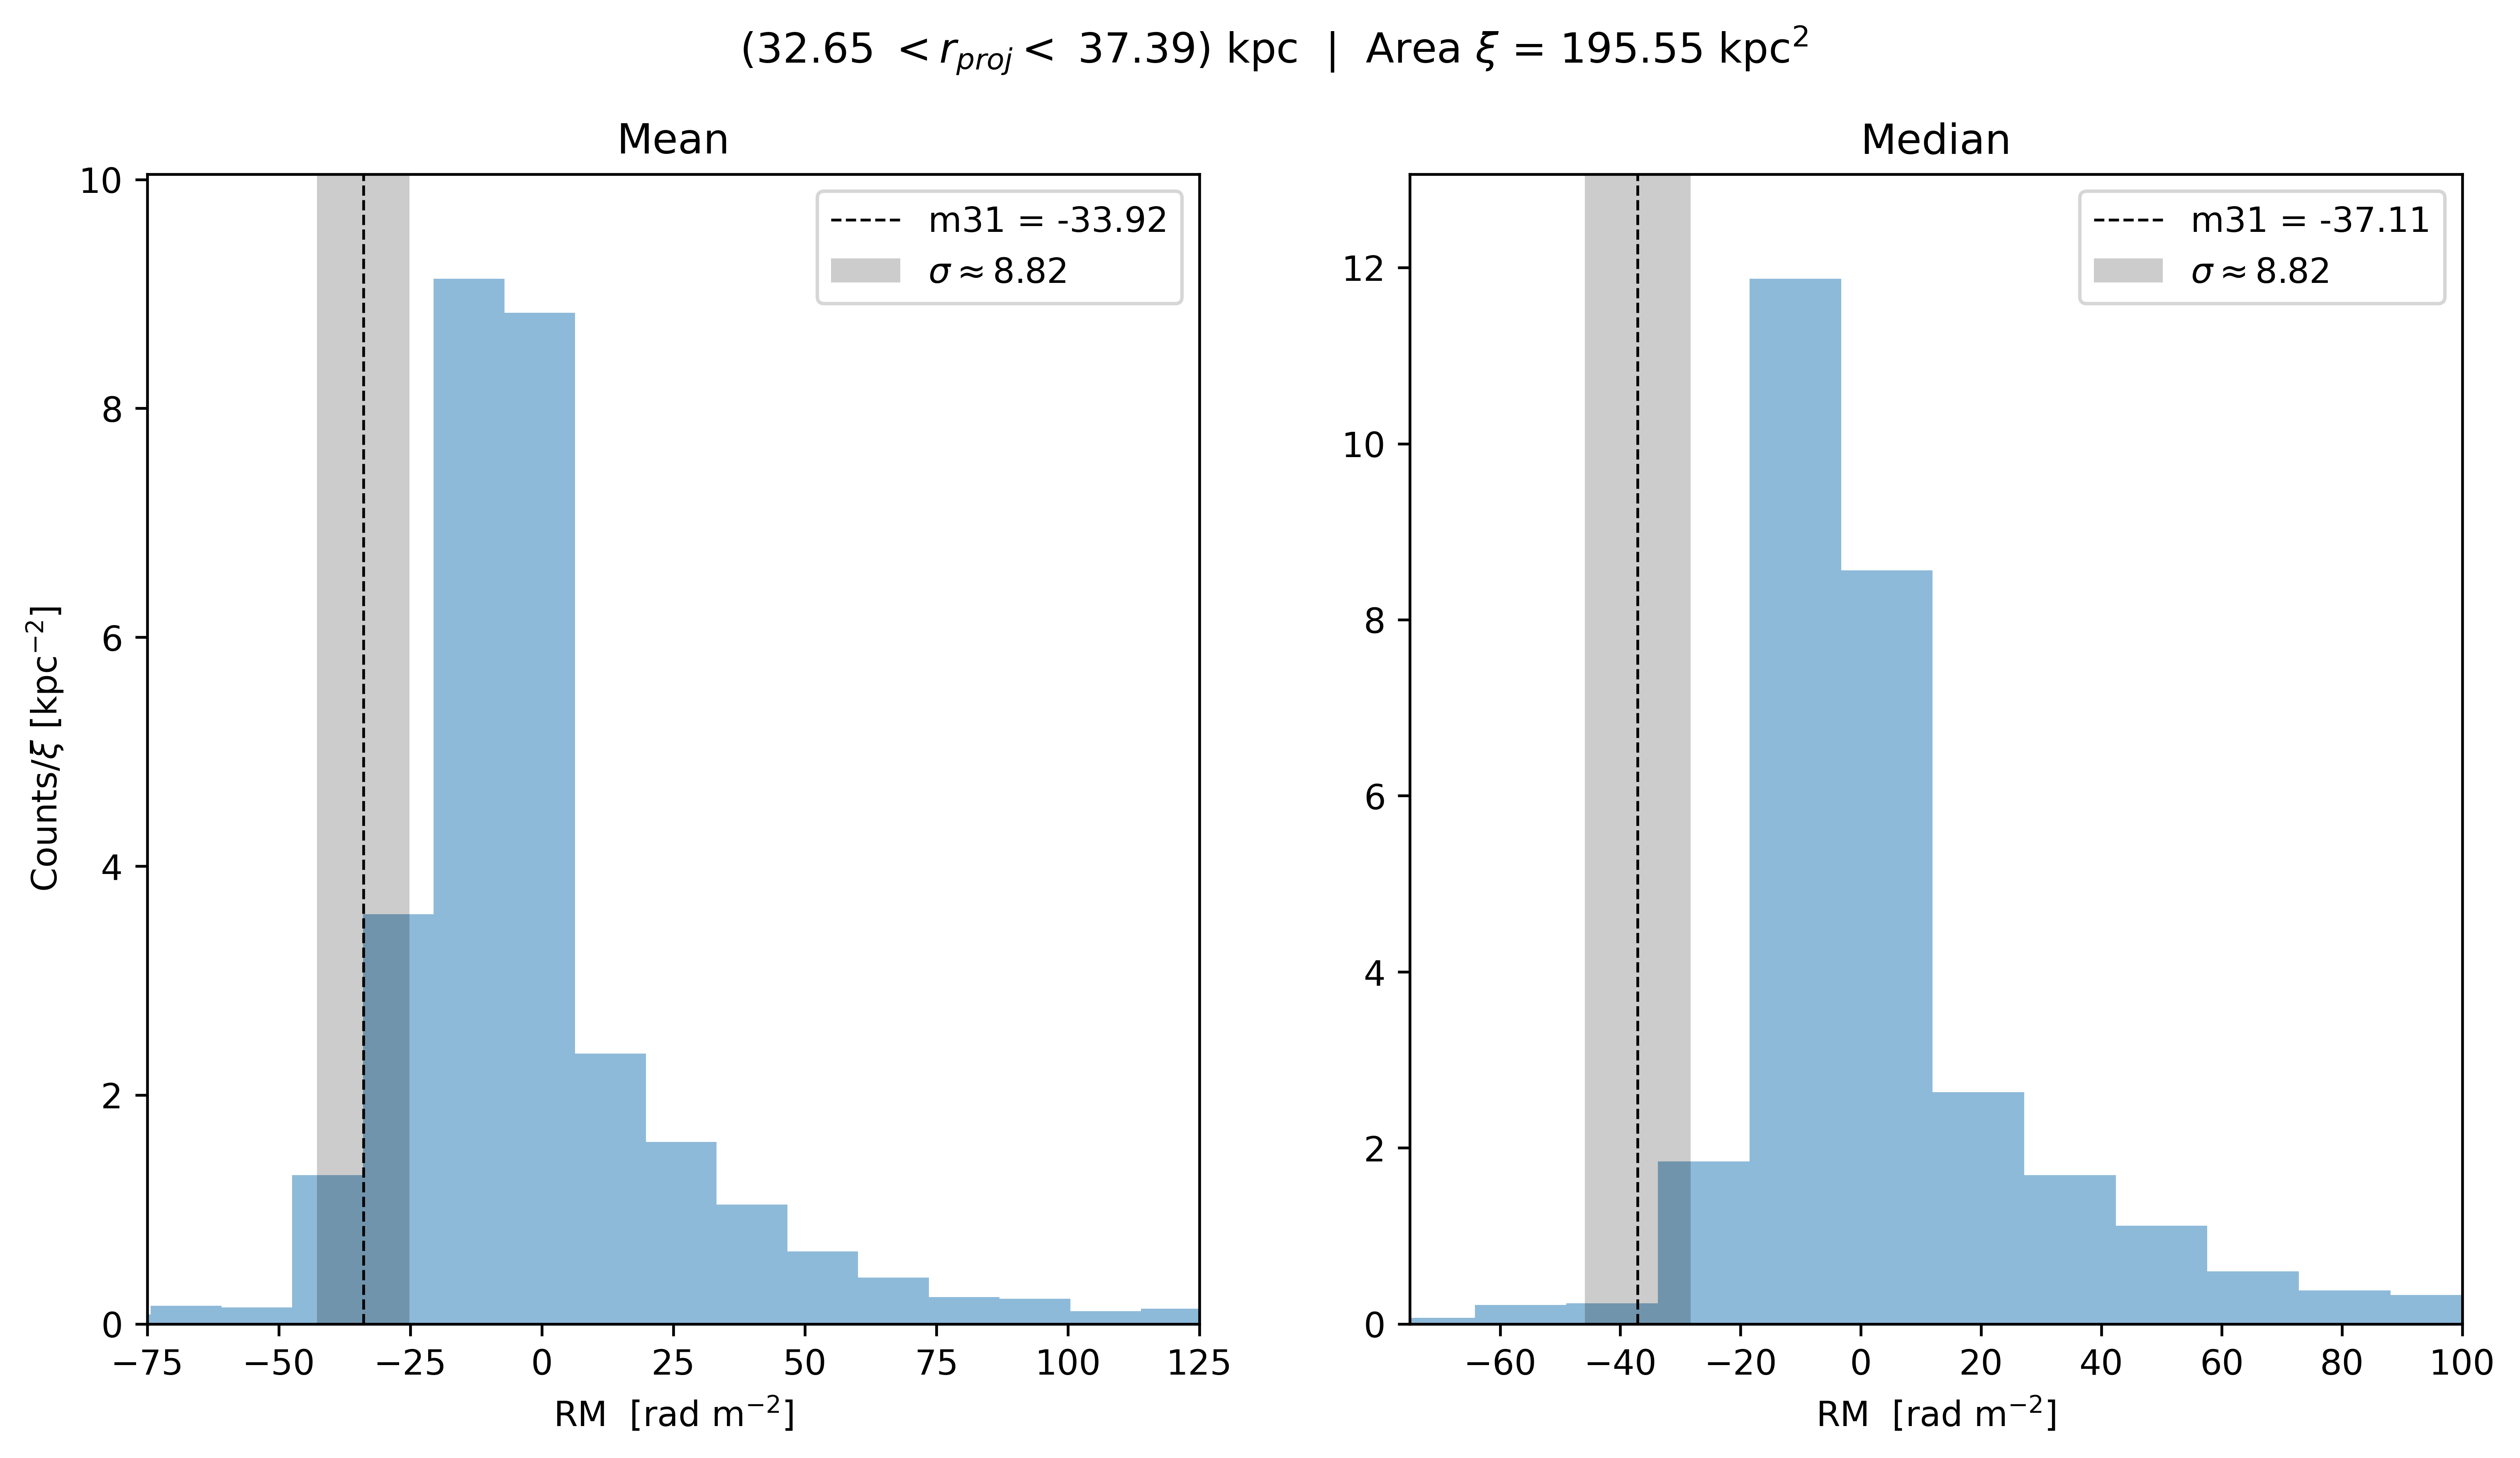 (32.65 < r_proj < 37.39) kpc | Area ξ = 195.55 kpc²
Mean
m31 = -33.92
σ ≈ 8.82
Counts/ξ [kpc⁻²]
10
8
6
4
2
0
−75 −50 −25 0 25 50 75 100 125
RM [rad m⁻²]
Median
m31 = -37.11
σ ≈ 8.82
12
10
8
6
4
2
0
−60 −40 −20 0 20 40 60 80 100
RM [rad m⁻²]